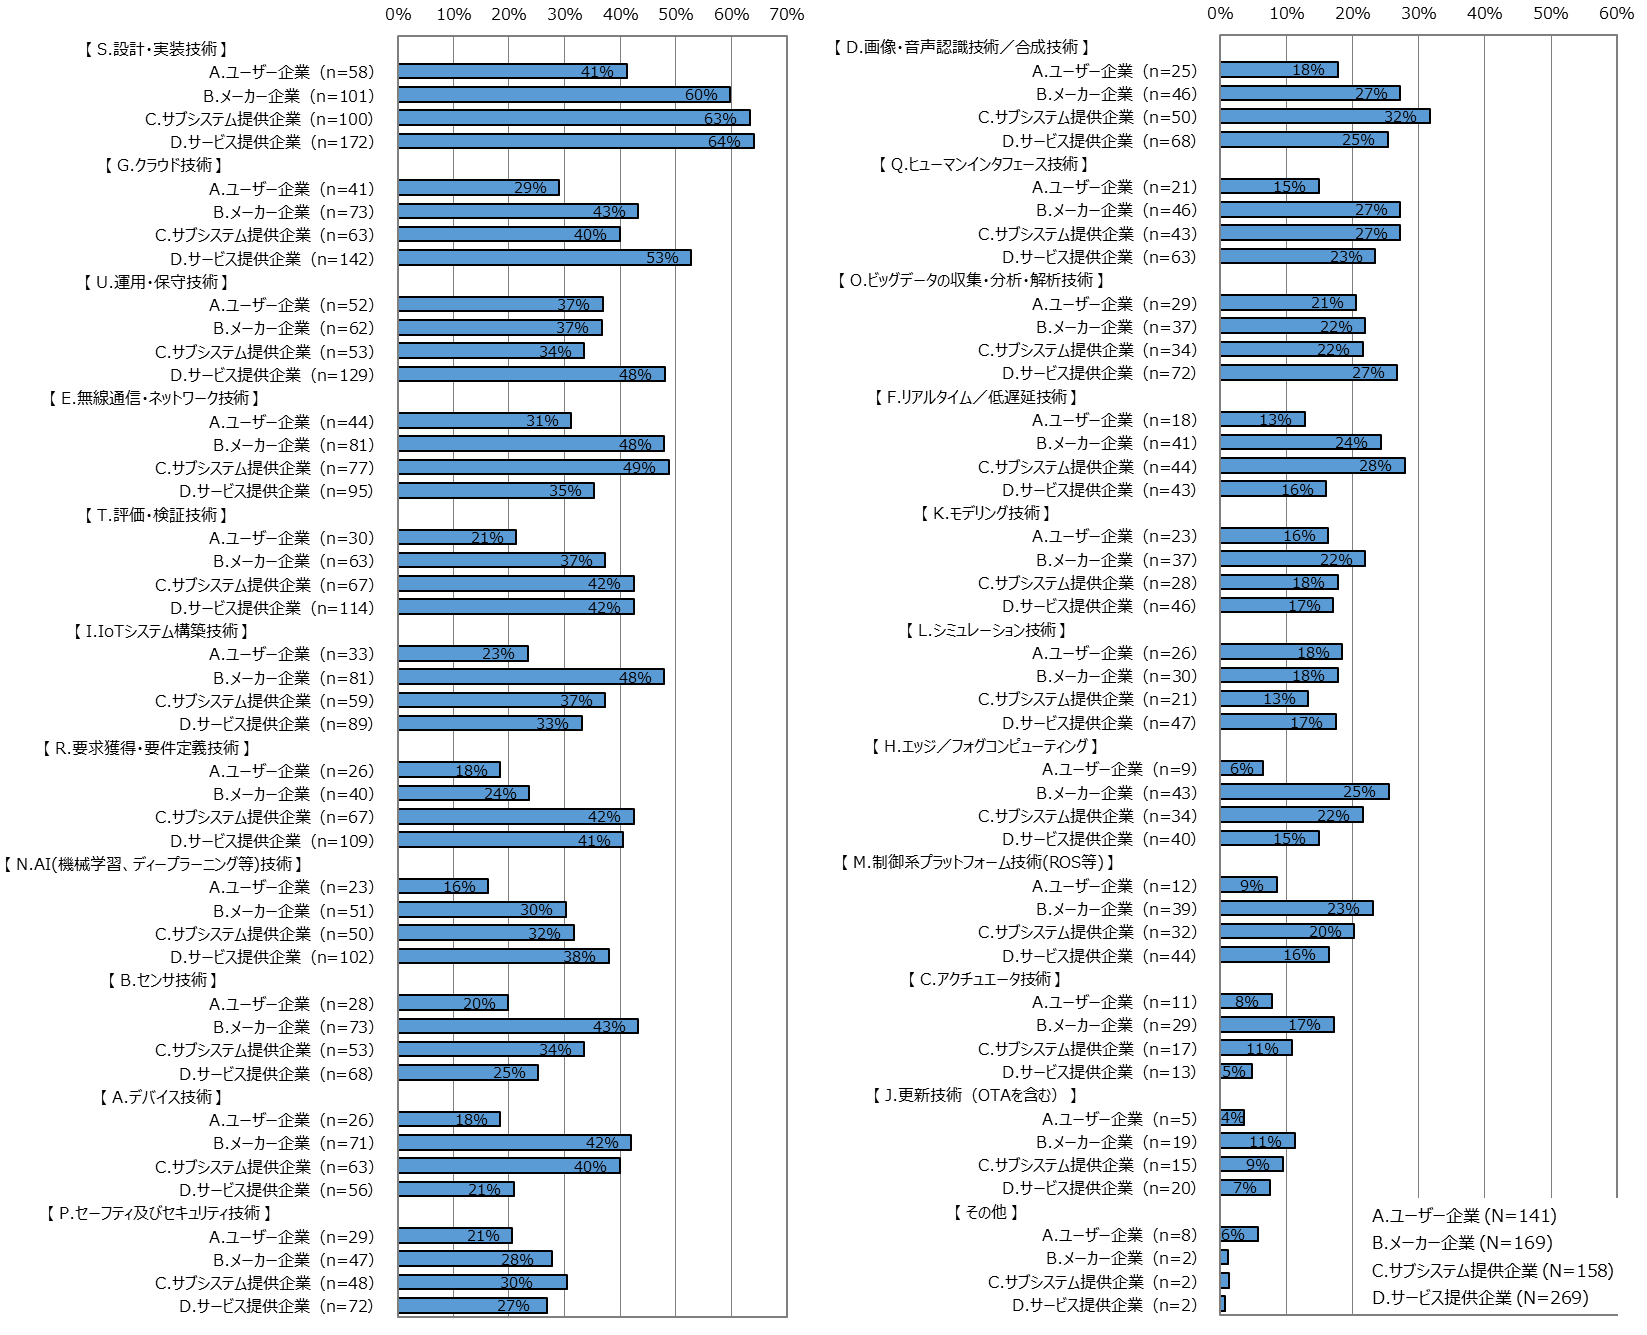 0% 10% 20% 30% 40% 50% 60% 70%
【 S.設計・実装技術 】
A.ユーザー企業（n=58） 41%
B.メーカー企業（n=101） 60%
C.サブシステム提供企業（n=100） 63%
D.サービス提供企業（n=172） 64%
【 G.クラウド技術 】
A.ユーザー企業（n=41） 29%
B.メーカー企業（n=73） 43%
C.サブシステム提供企業（n=63） 40%
D.サービス提供企業（n=142） 53%
【 U.運用・保守技術 】
A.ユーザー企業（n=52） 37%
B.メーカー企業（n=62） 37%
C.サブシステム提供企業（n=53） 34%
D.サービス提供企業（n=129） 48%
【 E.無線通信・ネットワーク技術 】
A.ユーザー企業（n=44） 31%
B.メーカー企業（n=81） 48%
C.サブシステム提供企業（n=77） 49%
D.サービス提供企業（n=95） 35%
【 T.評価・検証技術 】
A.ユーザー企業（n=30） 21%
B.メーカー企業（n=63） 37%
C.サブシステム提供企業（n=67） 42%
D.サービス提供企業（n=114） 42%
【 I.IoTシステム構築技術 】
A.ユーザー企業（n=33） 23%
B.メーカー企業（n=81） 48%
C.サブシステム提供企業（n=59） 37%
D.サービス提供企業（n=89） 33%
【 R.要求獲得・要件定義技術 】
A.ユーザー企業（n=26） 18%
B.メーカー企業（n=40） 24%
C.サブシステム提供企業（n=67） 42%
D.サービス提供企業（n=109） 41%
【 N.AI(機械学習、ディープラーニング等)技術 】
A.ユーザー企業（n=23） 16%
B.メーカー企業（n=51） 30%
C.サブシステム提供企業（n=50） 32%
D.サービス提供企業（n=102） 38%
【 B.センサ技術 】
A.ユーザー企業（n=28） 20%
B.メーカー企業（n=73） 43%
C.サブシステム提供企業（n=53） 34%
D.サービス提供企業（n=68） 25%
【 A.デバイス技術 】
A.ユーザー企業（n=26） 18%
B.メーカー企業（n=71） 42%
C.サブシステム提供企業（n=63） 40%
D.サービス提供企業（n=56） 21%
【 P.セーフティ及びセキュリティ技術 】
A.ユーザー企業（n=29） 21%
B.メーカー企業（n=47） 28%
C.サブシステム提供企業（n=48） 30%
D.サービス提供企業（n=72） 27%
0% 10% 20% 30% 40% 50% 60%
【 D.画像・音声認識技術／合成技術 】
A.ユーザー企業（n=25） 18%
B.メーカー企業（n=46） 27%
C.サブシステム提供企業（n=50） 32%
D.サービス提供企業（n=68） 25%
【 Q.ヒューマンインタフェース技術 】
A.ユーザー企業（n=21） 15%
B.メーカー企業（n=46） 27%
C.サブシステム提供企業（n=43） 27%
D.サービス提供企業（n=63） 23%
【 O.ビッグデータの収集・分析・解析技術 】
A.ユーザー企業（n=29） 21%
B.メーカー企業（n=37） 22%
C.サブシステム提供企業（n=34） 22%
D.サービス提供企業（n=72） 27%
【 F.リアルタイム／低遅延技術 】
A.ユーザー企業（n=18） 13%
B.メーカー企業（n=41） 24%
C.サブシステム提供企業（n=44） 28%
D.サービス提供企業（n=43） 16%
【 K.モデリング技術 】
A.ユーザー企業（n=23） 16%
B.メーカー企業（n=37） 22%
C.サブシステム提供企業（n=28） 18%
D.サービス提供企業（n=46） 17%
【 L.シミュレーション技術 】
A.ユーザー企業（n=26） 18%
B.メーカー企業（n=30） 18%
C.サブシステム提供企業（n=21） 13%
D.サービス提供企業（n=47） 17%
【 H.エッジ／フォグコンピューティング 】
A.ユーザー企業（n=9） 6%
B.メーカー企業（n=43） 25%
C.サブシステム提供企業（n=34） 22%
D.サービス提供企業（n=40） 15%
【 M.制御系プラットフォーム技術(ROS等) 】
A.ユーザー企業（n=12） 9%
B.メーカー企業（n=39） 23%
C.サブシステム提供企業（n=32） 20%
D.サービス提供企業（n=44） 16%
【 C.アクチュエータ技術 】
A.ユーザー企業（n=11） 8%
B.メーカー企業（n=29） 17%
C.サブシステム提供企業（n=17） 11%
D.サービス提供企業（n=13） 5%
【 J.更新技術（OTAを含む） 】
A.ユーザー企業（n=5） 4%
B.メーカー企業（n=19） 11%
C.サブシステム提供企業（n=15） 9%
D.サービス提供企業（n=20） 7%
【 その他 】
A.ユーザー企業（n=8） 6%
B.メーカー企業（n=2）
C.サブシステム提供企業（n=2）
D.サービス提供企業（n=2）
A.ユーザー企業 (N=141)
B.メーカー企業 (N=169)
C.サブシステム提供企業 (N=158)
D.サービス提供企業 (N=269)